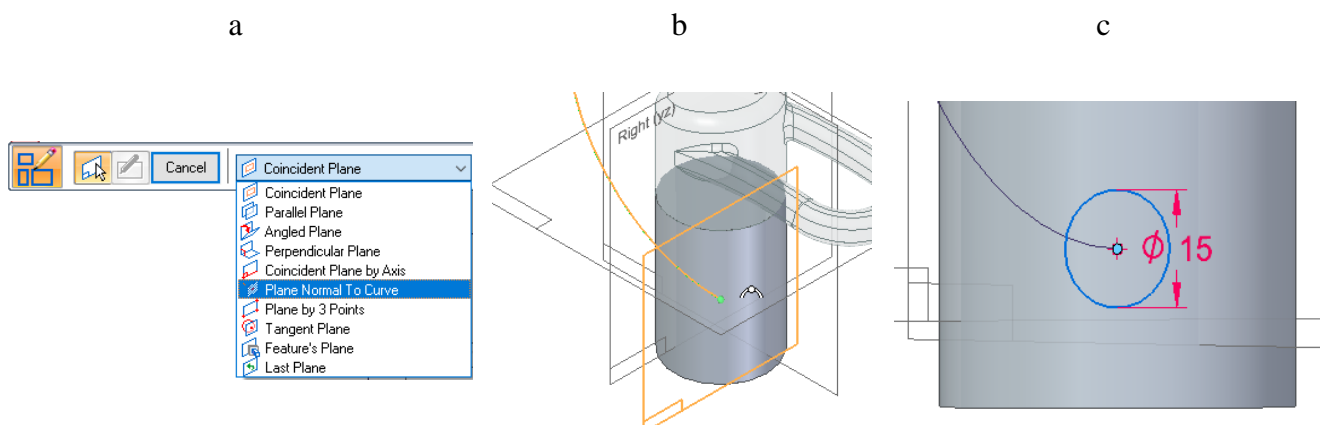 a
b
c
Cancel
Coincident Plane
Coincident Plane
Parallel Plane
Angled Plane
Perpendicular Plane
Coincident Plane by Axis
Plane Normal To Curve
Plane by 3 Points
Tangent Plane
Feature's Plane
Last Plane
Right (yz)
ϕ 15